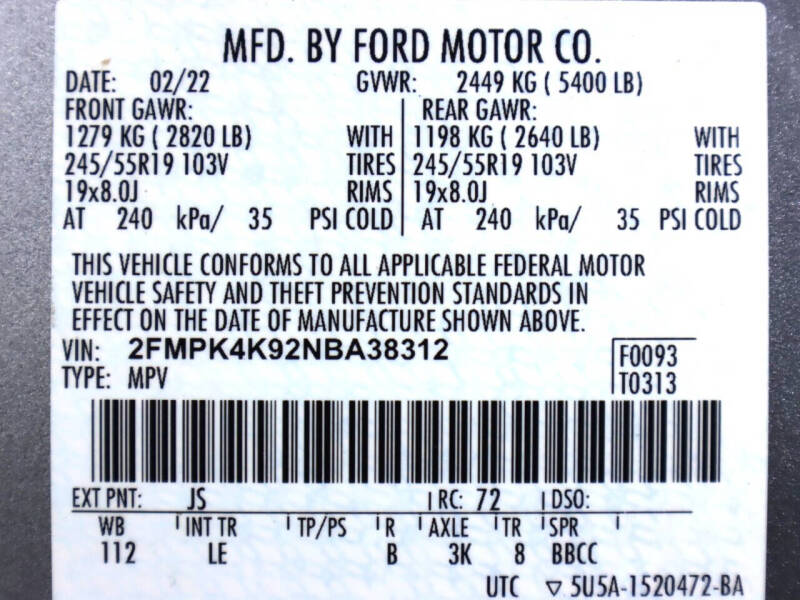 MFD. BY FORD MOTOR CO.
DATE: 02/22 GVWR: 2449 KG ( 5400 LB)
FRONT GAWR: REAR GAWR:
1279 KG ( 2820 LB) WITH 1198 KG ( 2640 LB) WITH
245/55R19 103V TIRES 245/55R19 103V TIRES
19x8.0J RIMS 19x8.0J RIMS
AT 240 kPa/ 35 PSI COLD AT 240 kPa/ 35 PSI COLD
THIS VEHICLE CONFORMS TO ALL APPLICABLE FEDERAL MOTOR
VEHICLE SAFETY AND THEFT PREVENTION STANDARDS IN
EFFECT ON THE DATE OF MANUFACTURE SHOWN ABOVE.
VIN: 2FMPK4K92NBA38312 F0093
TYPE: MPV T0313
EXT PNT: JS RC: 72 DSO:
WB INT TR TP/PS R AXLE TR SPR
112 LE B 3K 8 BBCC
UTC ▽ 5U5A-1520472-BA